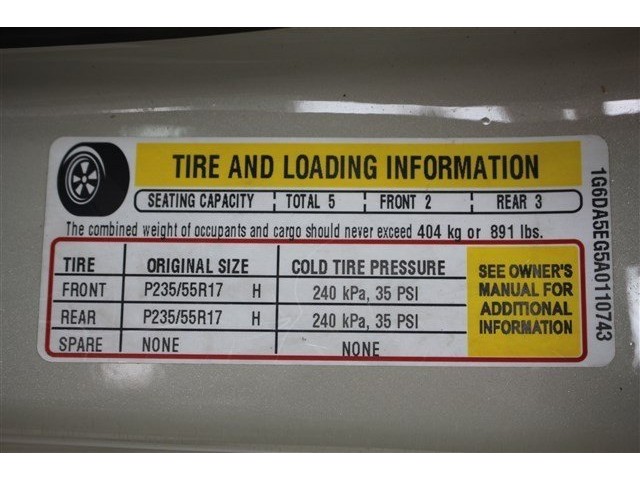 TIRE AND LOADING INFORMATION
SEATING CAPACITY TOTAL 5 FRONT 2 REAR 3
The combined weight of occupants and cargo should never exceed 404 kg or 891 lbs.
TIRE ORIGINAL SIZE COLD TIRE PRESSURE
FRONT P235/55R17 H 240 kPa, 35 PSI
REAR P235/55R17 H 240 kPa, 35 PSI
SPARE NONE NONE
SEE OWNER'S
MANUAL FOR
ADDITIONAL
INFORMATION
1G6DA5EG5A0110743